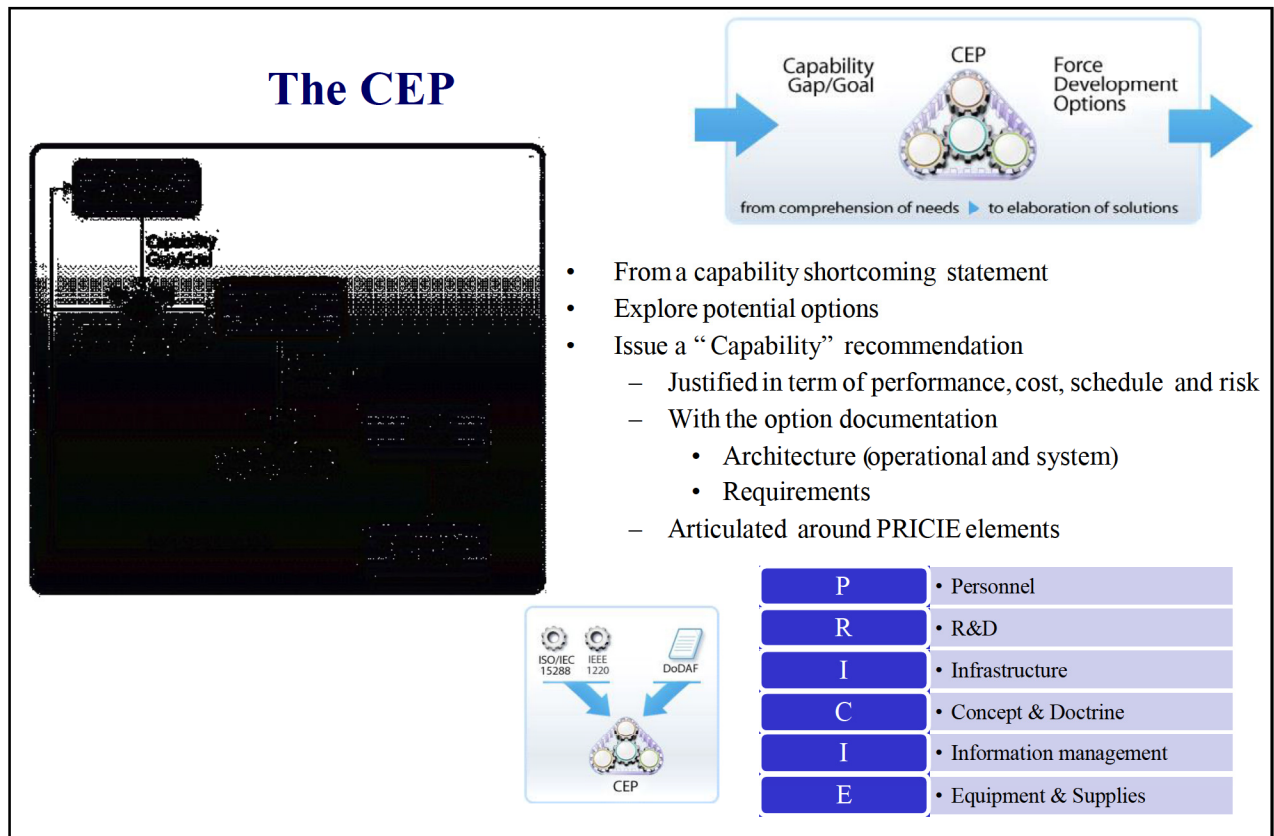 The CEP
Capability
Gap/Goal
CEP
Force
Development
Options
from comprehension of needs ▶ to elaboration of solutions
Capability
Gap/Goal
• From a capability shortcoming statement
• Explore potential options
• Issue a “ Capability” recommendation
– Justified in term of performance, cost, schedule and risk
– With the option documentation
• Architecture (operational and system)
• Requirements
– Articulated around PRICIE elements
ISO/IEC
15288
IEEE
1220
DoDAF
CEP
P • Personnel
R • R&D
I • Infrastructure
C • Concept & Doctrine
I • Information management
E • Equipment & Supplies